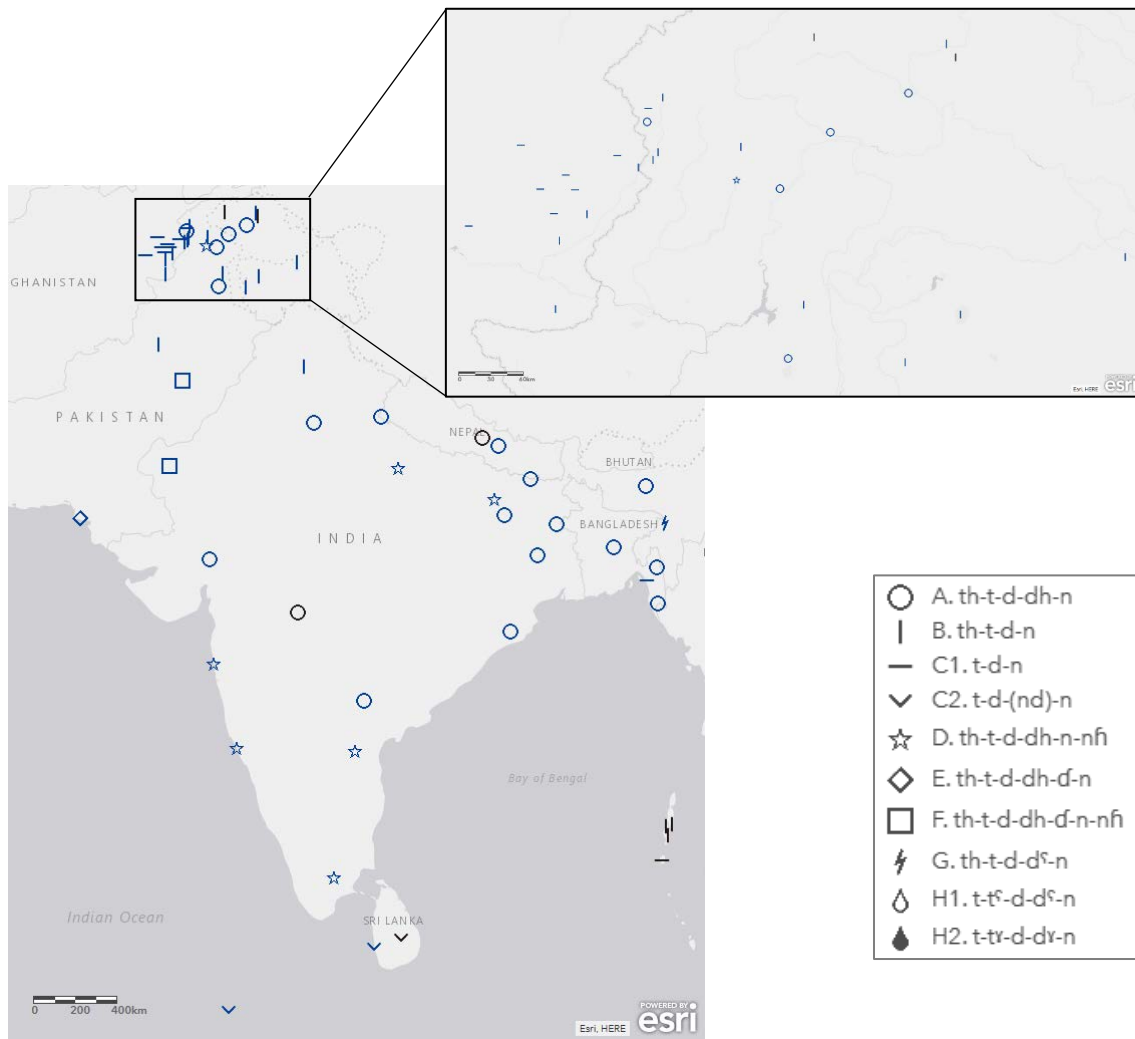 0 30 60km
Esri, HERE
esri
GHANISTAN
PAKISTAN
NEPAL
BHUTAN
BANGLADESH
INDIA
Bay of Bengal
Indian Ocean
SRI LANKA
0 200 400km
POWERED BY
esri
Esri, HERE
A. th-t-d-dh-n
B. th-t-d-n
C1. t-d-n
C2. t-d-(nd)-n
D. th-t-d-dh-n-nɦ
E. th-t-d-dh-ɗ-n
F. th-t-d-dh-ɗ-n-nɦ
G. th-t-d-dˤ-n
H1. t-tˤ-d-dˤ-n
H2. t-tɤ-d-dɤ-n